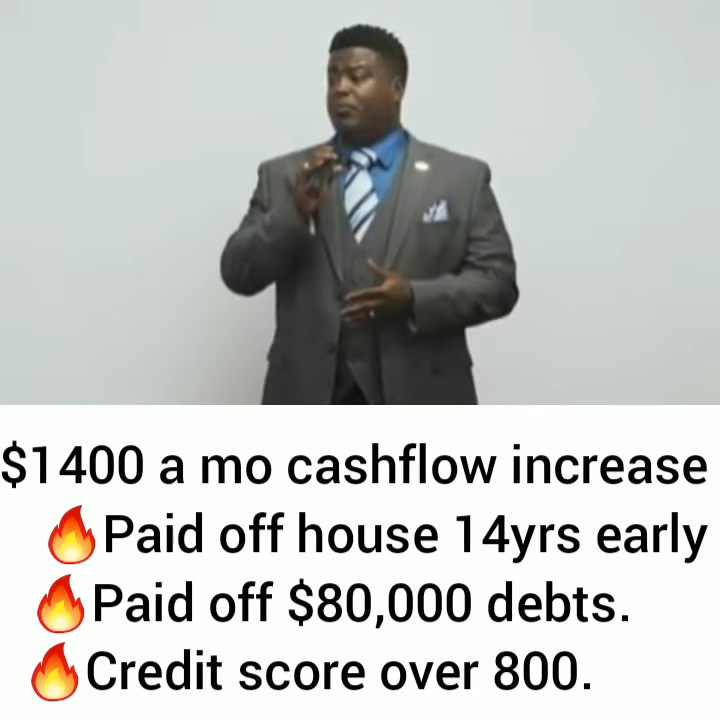 $1400 a mo cashflow increase
🔥Paid off house 14yrs early
🔥Paid off $80,000 debts.
🔥Credit score over 800.